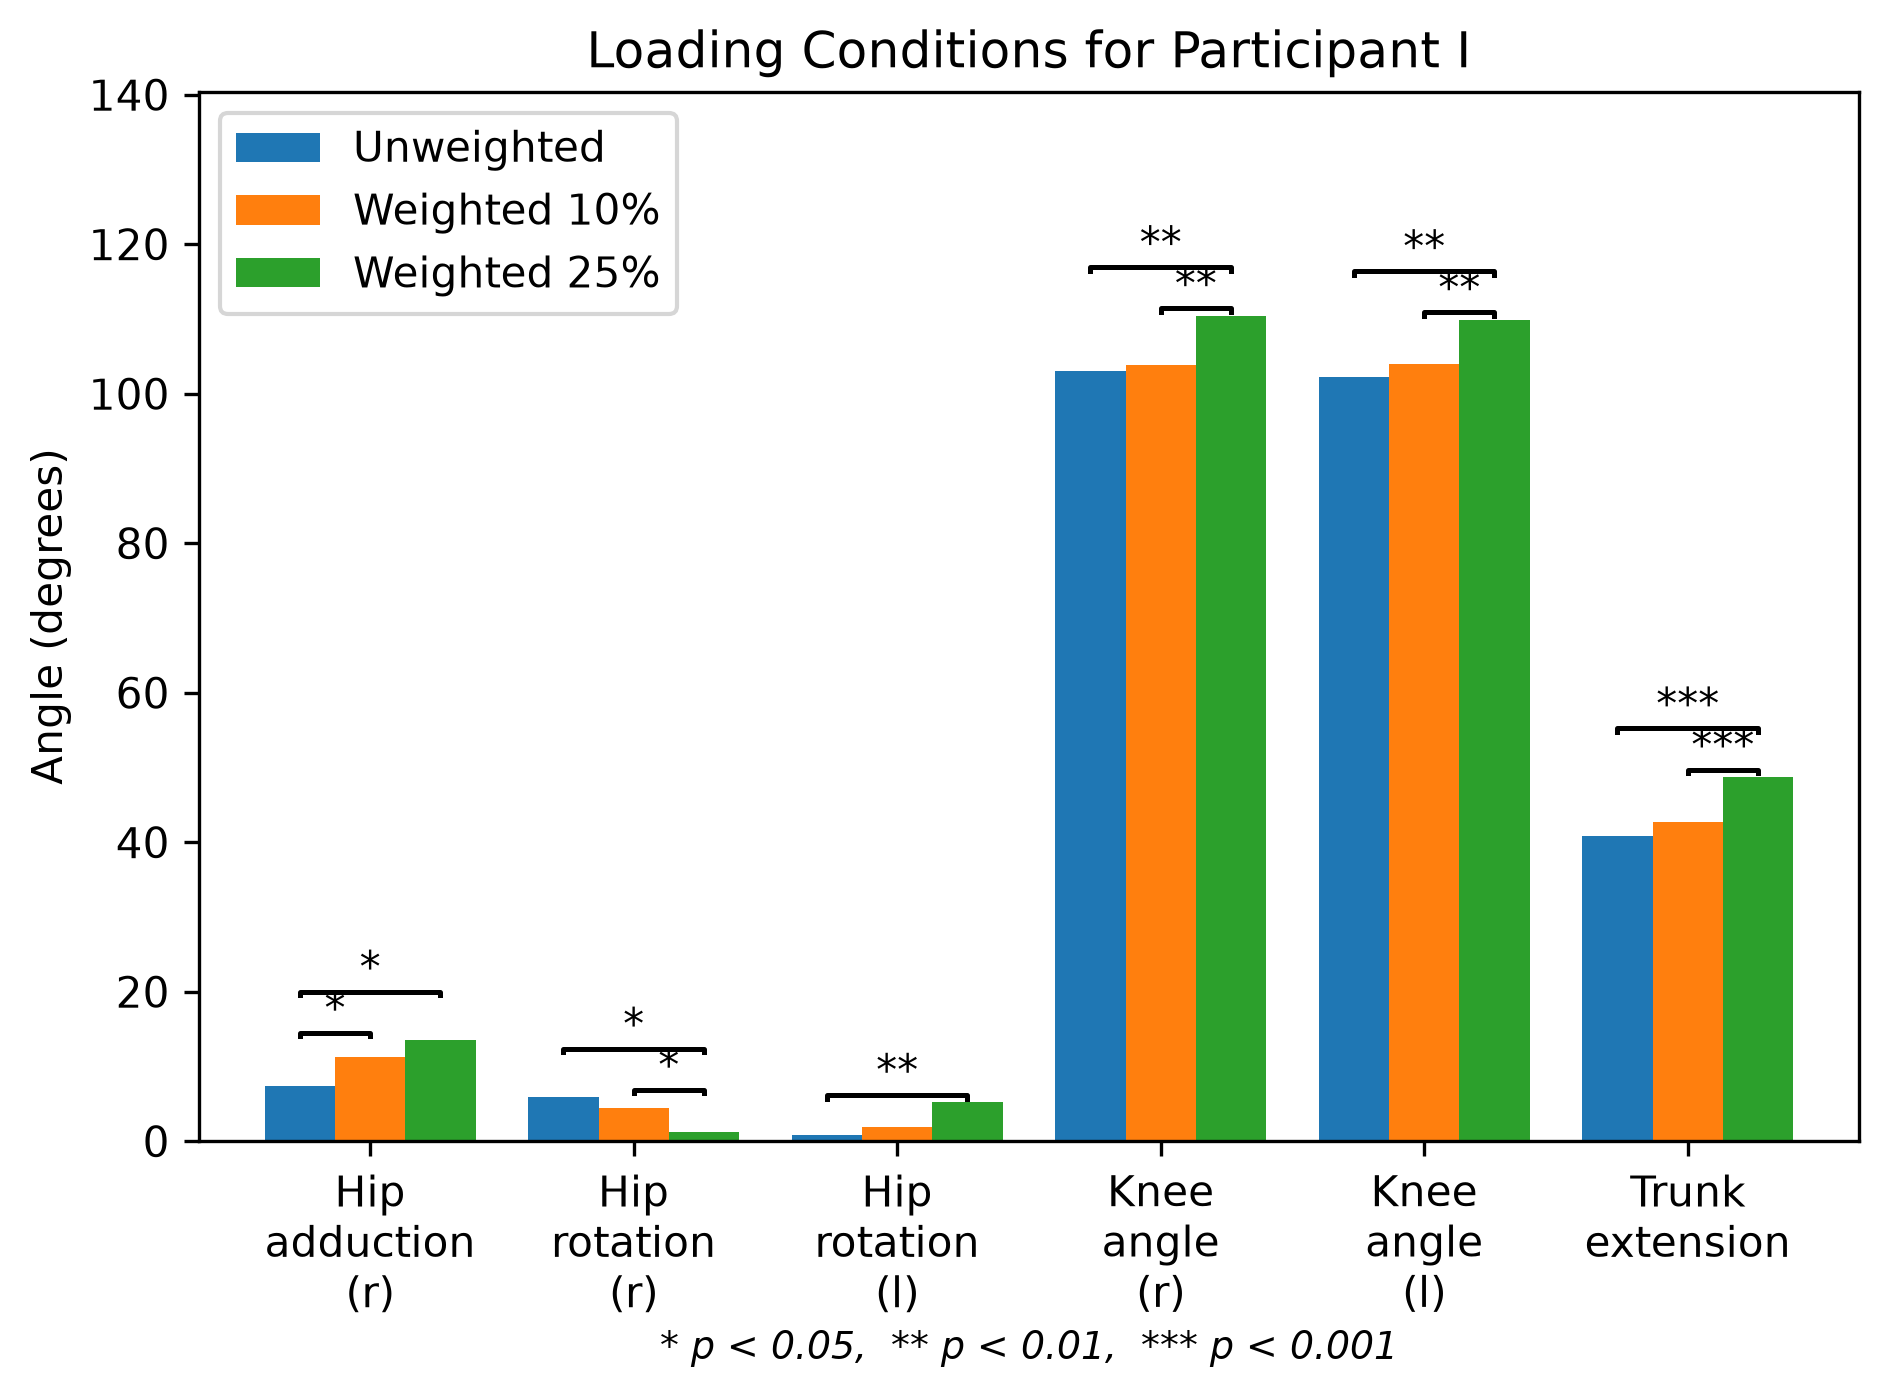 Loading Conditions for Participant I
140
120
100
80
60
40
20
0
Angle (degrees)
Unweighted
Weighted 10%
Weighted 25%
**
**
**
**
***
***
*
*
*
*
**
Hip
adduction
(r)
Hip
rotation
(r)
Hip
rotation
(l)
Knee
angle
(r)
Knee
angle
(l)
Trunk
extension
* p < 0.05, ** p < 0.01, *** p < 0.001